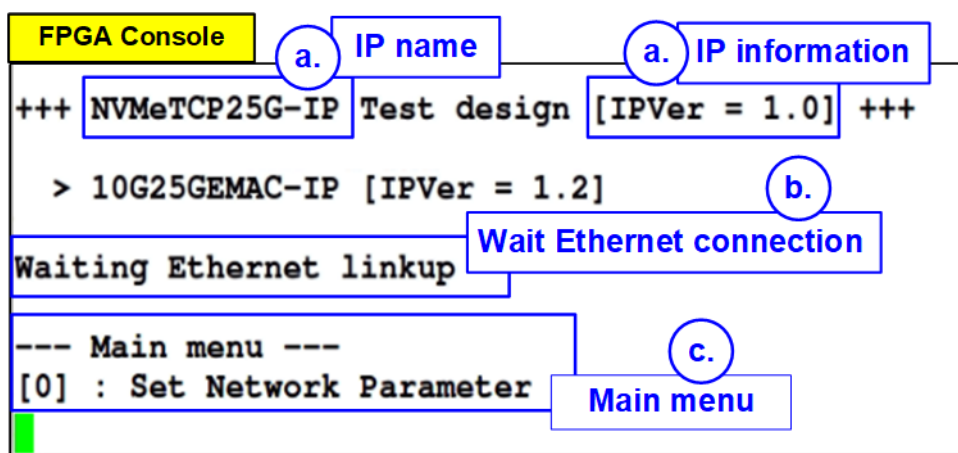 FPGA Console
a. IP name
a. IP information
+++ NVMeTCP25G-IP Test design [IPVer = 1.0] +++
> 10G25GEMAC-IP [IPVer = 1.2]
b.
Wait Ethernet connection
Waiting Ethernet linkup
--- Main menu ---
[0] : Set Network Parameter
c.
Main menu